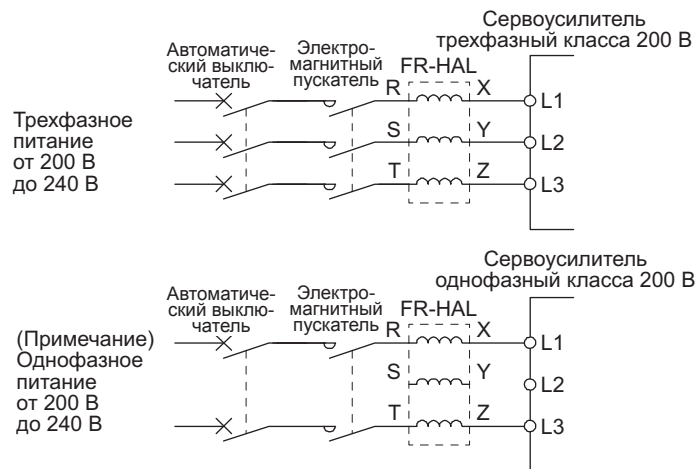 Сервоусилитель
трехфазный класса 200 В
Автоматиче-
ский выклю-
чатель
Электро-
магнитный
пускатель
FR-HAL
R
X
L1
Трехфазное
питание
от 200 В
до 240 В
S
Y
L2
T
Z
L3
Сервоусилитель
однофазный класса 200 В
Автоматиче-
ский выклю-
чатель
Электро-
магнитный
пускатель
FR-HAL
R
X
L1
(Примечание)
Однофазное
питание
от 200 В
до 240 В
S
Y
L2
T
Z
L3